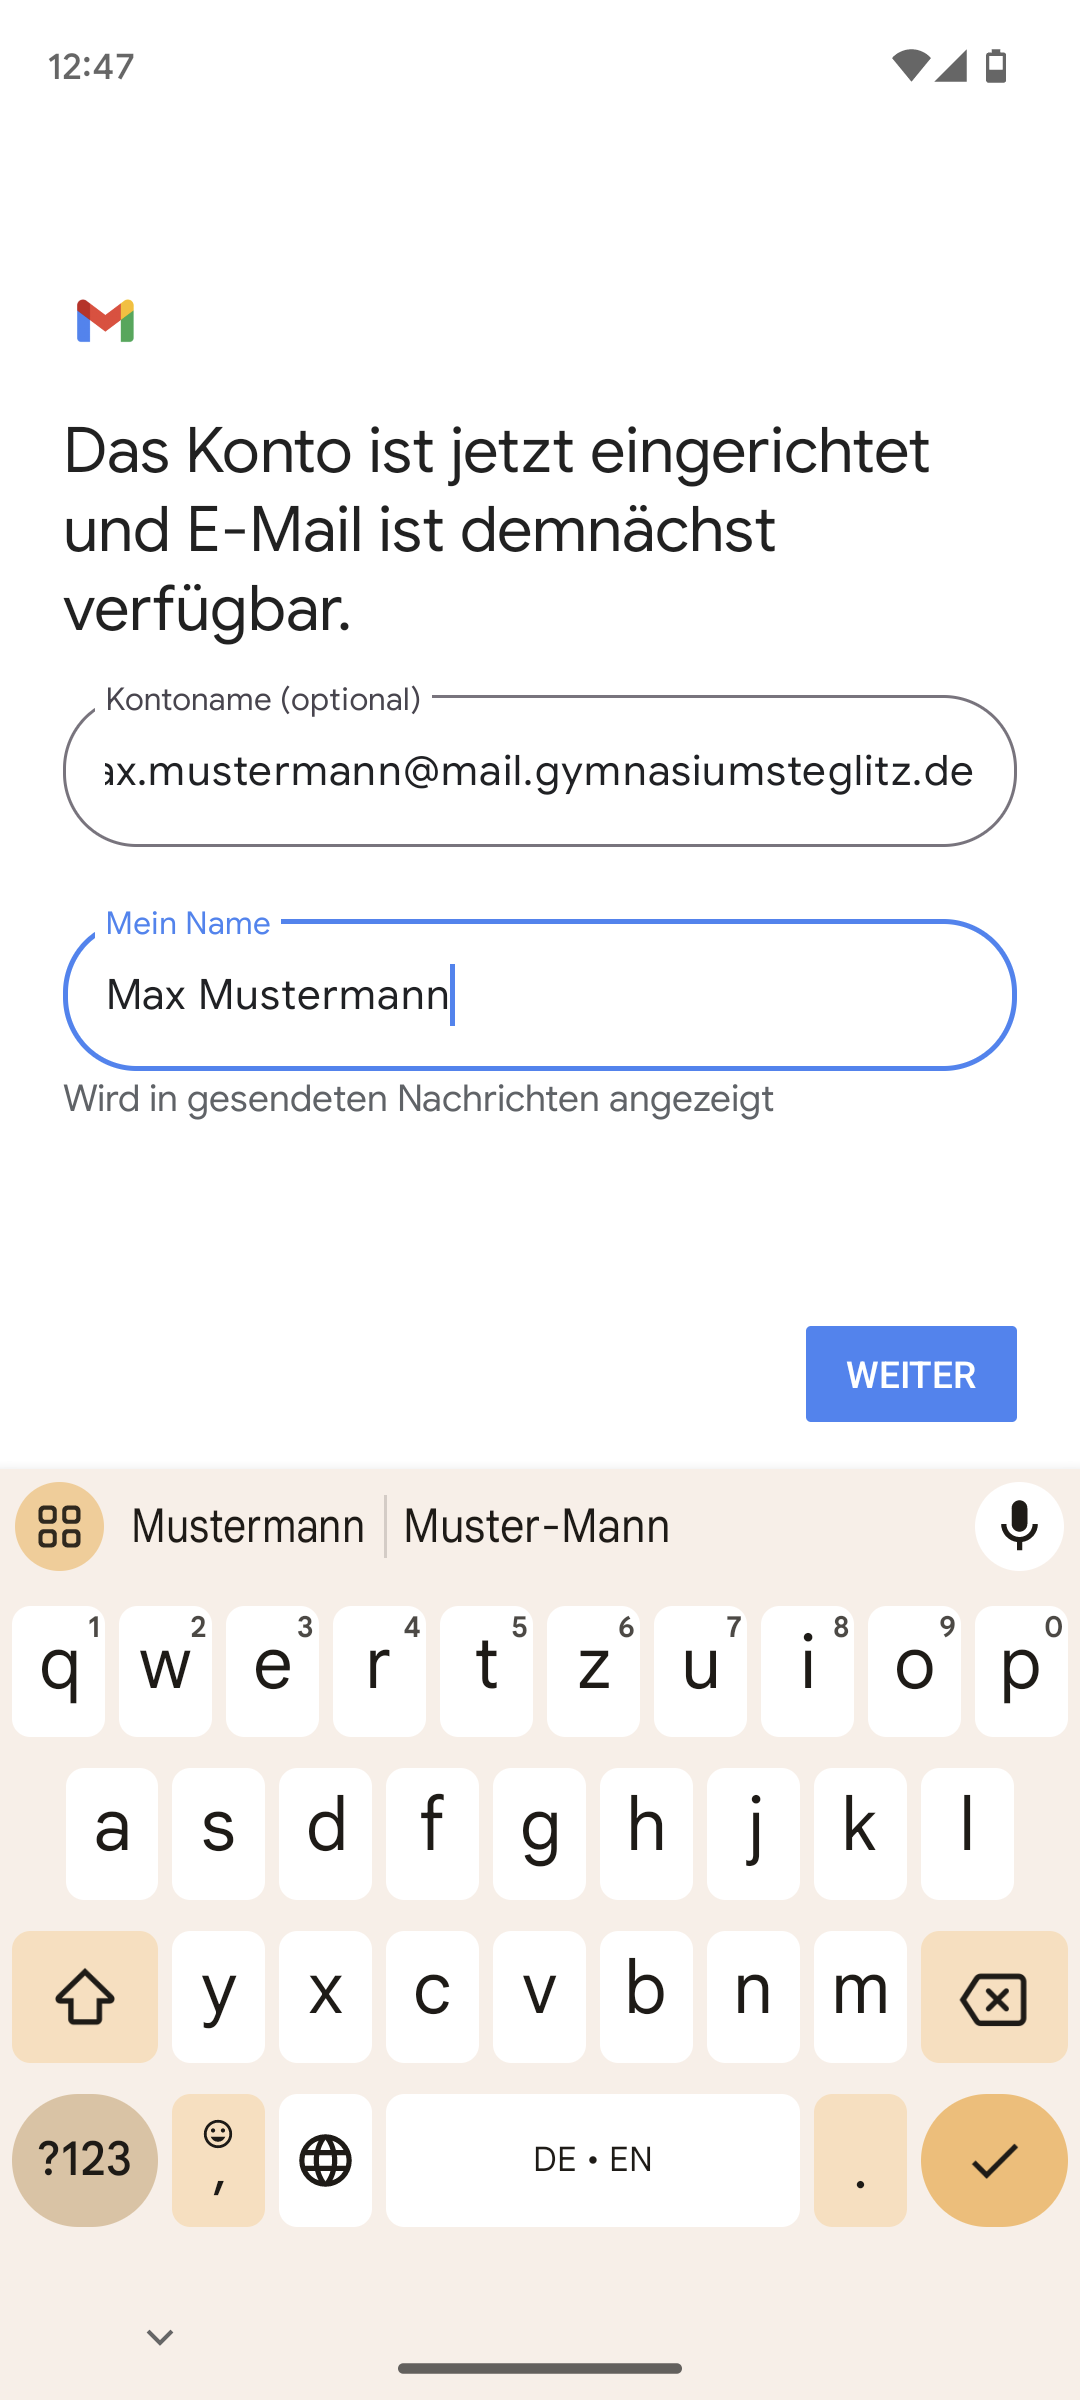 12:47
Das Konto ist jetzt eingerichtet
und E-Mail ist demnächst
verfügbar.
Kontoname (optional)
ax.mustermann@mail.gymnasiumsteglitz.de
Mein Name
Max Mustermann
Wird in gesendeten Nachrichten angezeigt
WEITER
Mustermann Muster-Mann
1 2 3 4 5 6 7 8 9 0
q w e r t z u i o p
a s d f g h j k l
y x c v b n m
?123 , DE • EN .